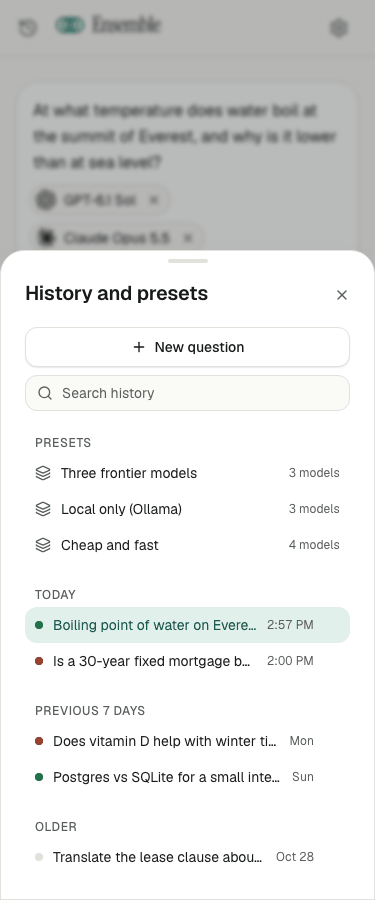 Ensemble
At what temperature does water boil at
the summit of Everest, and why is it lower
than at sea level?
GPT-6.1 Sol
Claude Opus 5.5
History and presets
New question
Search history
PRESETS
Three frontier models 3 models
Local only (Ollama) 3 models
Cheap and fast 4 models
TODAY
Boiling point of water on Evere... 2:57 PM
Is a 30-year fixed mortgage b... 2:00 PM
PREVIOUS 7 DAYS
Does vitamin D help with winter ti... Mon
Postgres vs SQLite for a small inte... Sun
OLDER
Translate the lease clause abou... Oct 28